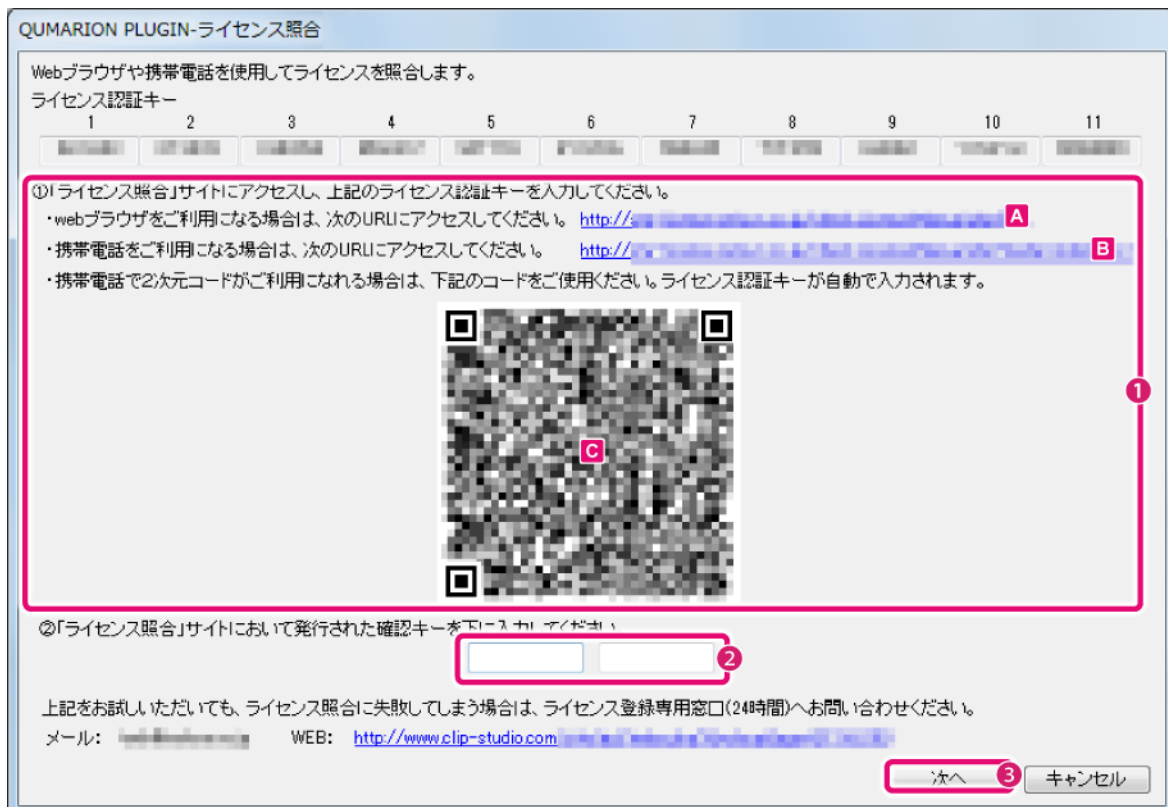 QUMARION PLUGIN-ライセンス照合
Webブラウザや携帯電話を使用してライセンスを照合します。
ライセンス認証キー
1 2 3 4 5 6 7 8 9 10 11
①「ライセンス照合」サイトにアクセスし、上記のライセンス認証キーを入力してください。
・webブラウザをご利用になる場合は、次のURLにアクセスしてください。 http:// A
・携帯電話をご利用になる場合は、次のURLにアクセスしてください。 http:// B
・携帯電話で2次元コードがご利用になれる場合は、下記のコードをご使用ください。ライセンス認証キーが自動で入力されます。
1
C
②「ライセンス照合」サイトにおいて発行された確認キーを下に入力してください
2
上記をお試しいただいても、ライセンス照合に失敗してしまう場合は、ライセンス登録専用窓口(24時間)へお問い合わせください。
メール: WEB: http://www.clip-studio.com
次へ 3 キャンセル